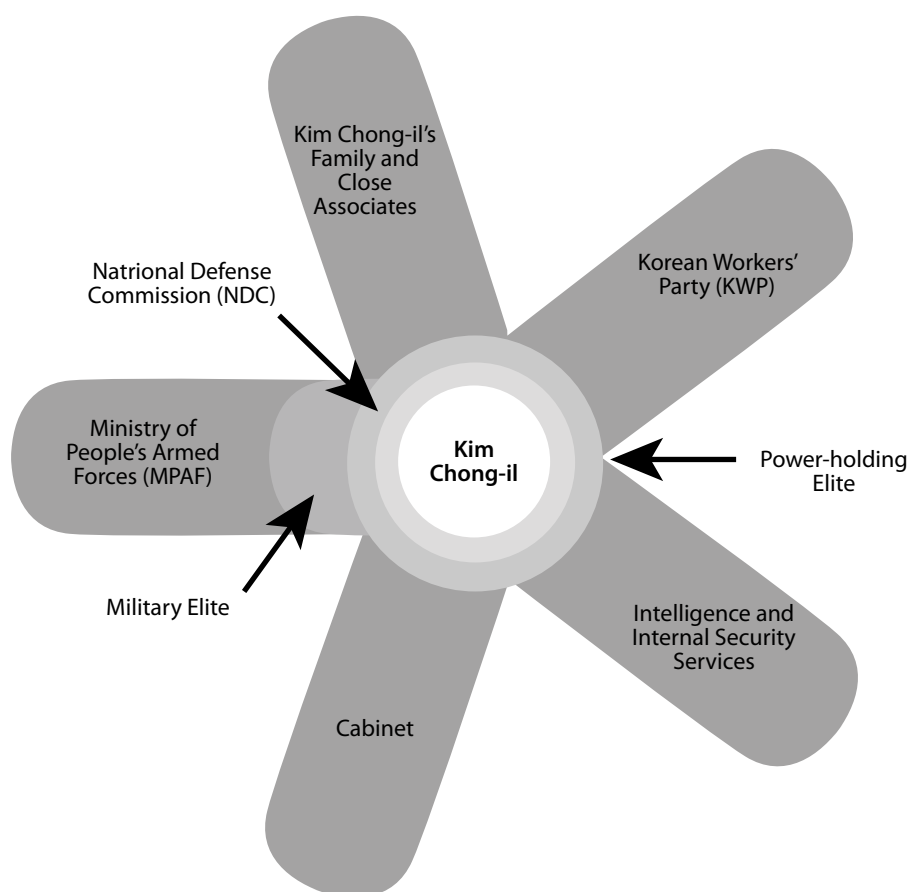 Kim Chong-il's
Family and
Close
Associates
Korean Workers'
Party (KWP)
Natrional Defense
Commission (NDC)
Ministry of
People's Armed
Forces (MPAF)
Kim
Chong-il
Power-holding
Elite
Military Elite
Intelligence and
Internal Security
Services
Cabinet